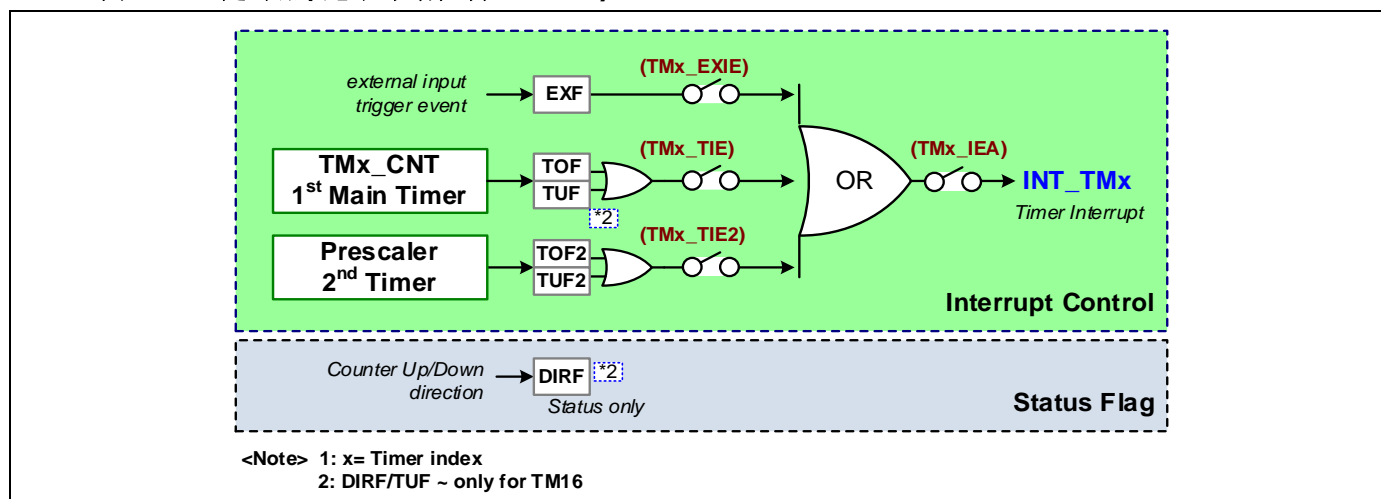 (TMx_EXIE)
external input
trigger event
EXF
TMx_CNT
1st Main Timer
TOF
TUF
*2
(TMx_TIE)
OR
(TMx_IEA)
INT_TMx
Timer Interrupt
Prescaler
2nd Timer
TOF2
TUF2
(TMx_TIE2)
Interrupt Control
Counter Up/Down
direction
DIRF
*2
Status only
Status Flag
<Note> 1: x= Timer index
2: DIRF/TUF ~ only for TM16